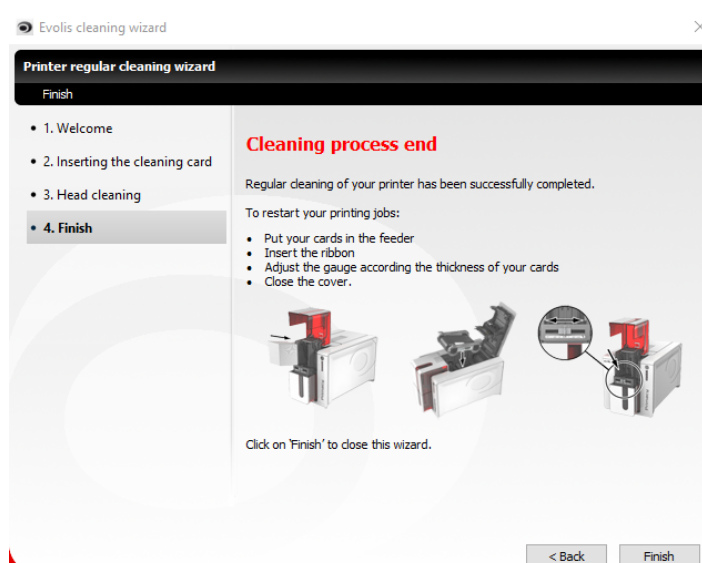 Evolis cleaning wizard
Printer regular cleaning wizard
Finish
• 1. Welcome
• 2. Inserting the cleaning card
• 3. Head cleaning
• 4. Finish
Cleaning process end
Regular cleaning of your printer has been successfully completed.
To restart your printing jobs:
• Put your cards in the feeder
• Insert the ribbon
• Adjust the gauge according the thickness of your cards
• Close the cover.
Click on 'Finish' to close this wizard.
< Back
Finish